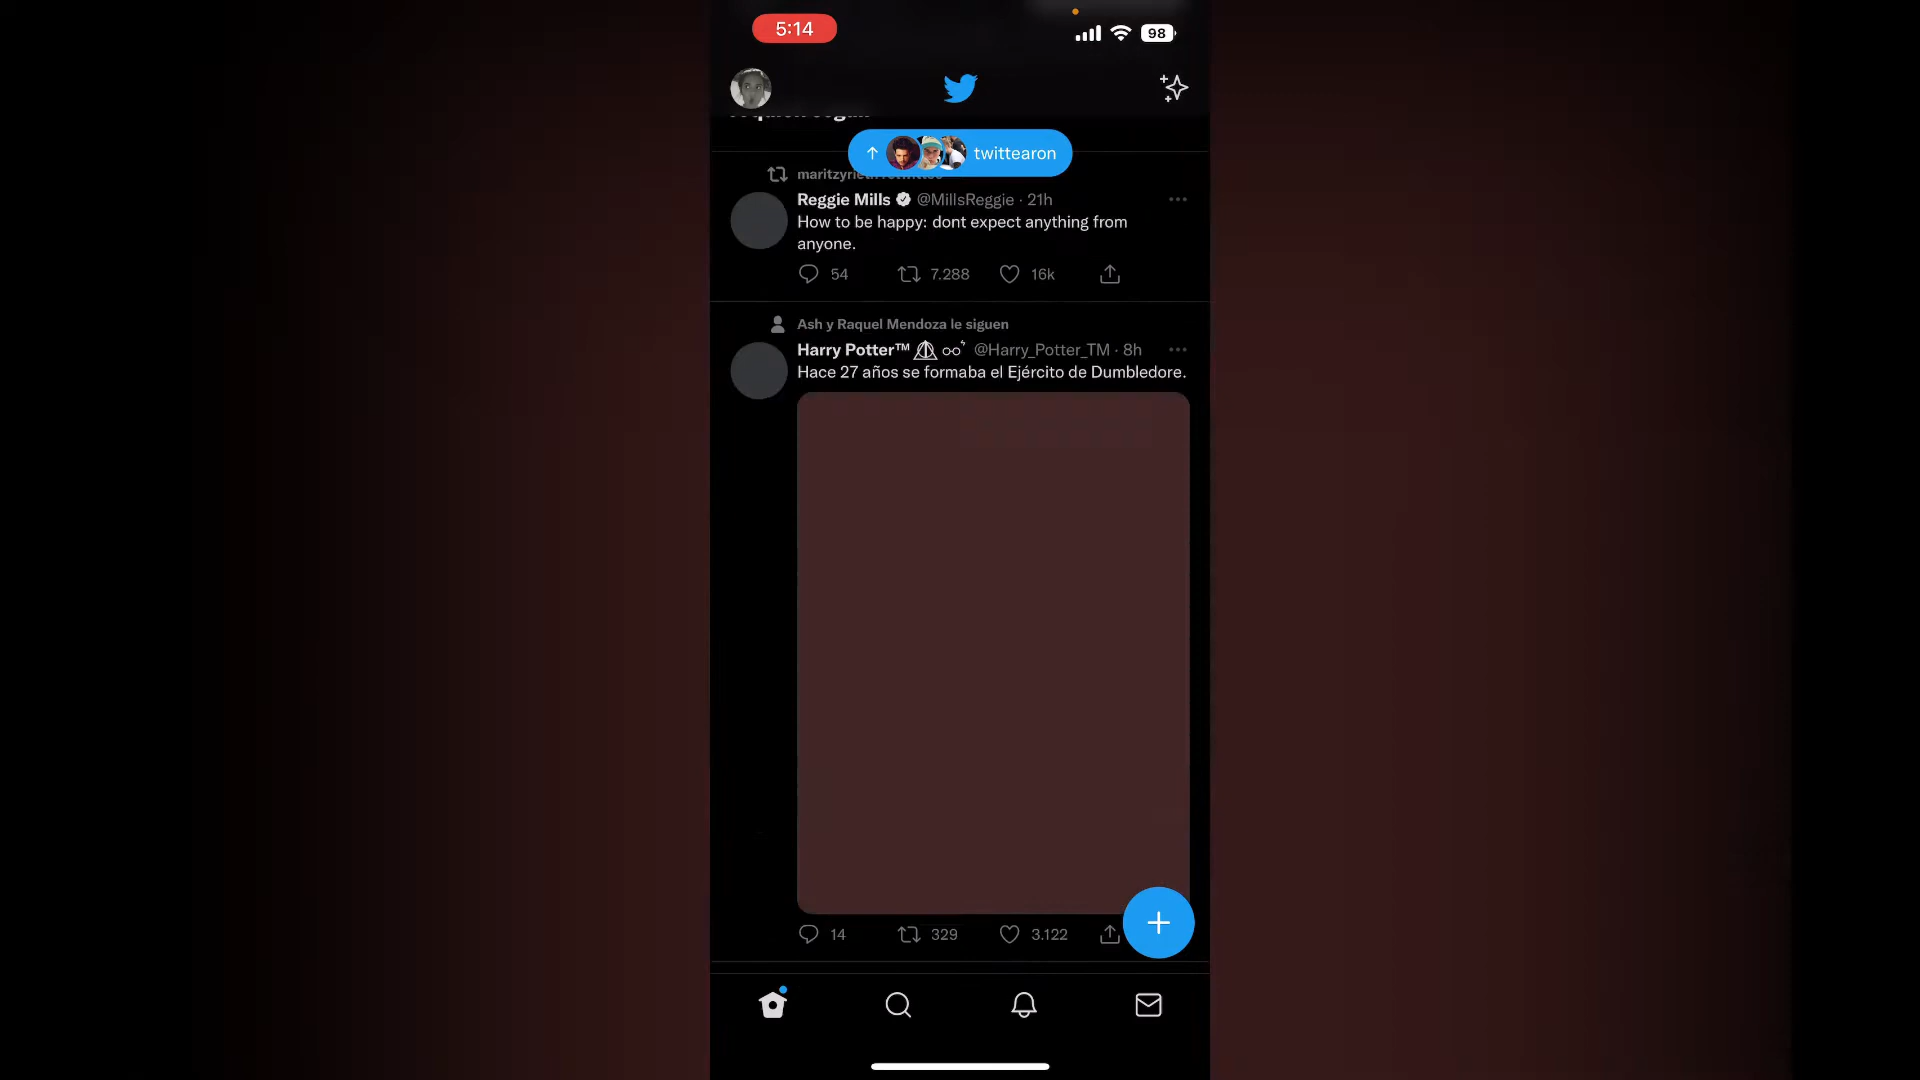 5:14
98
twittearon
Reggie Mills @MillsReggie · 21h
How to be happy: dont expect anything from
anyone.
54 7.288 16k
Ash y Raquel Mendoza le siguen
Harry Potter™ @Harry_Potter_TM · 8h
Hace 27 años se formaba el Ejército de Dumbledore.
14 329 3.122